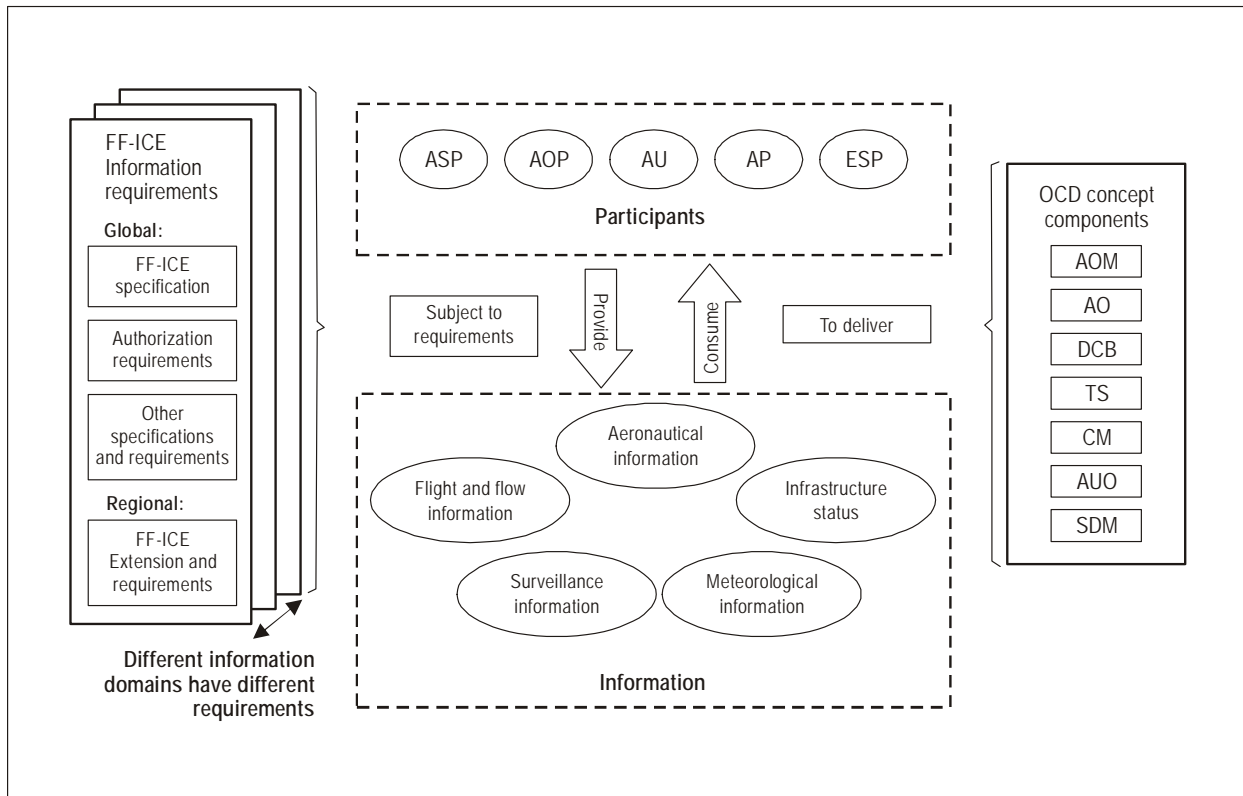 FF-ICE
Information
requirements
Global:
FF-ICE
specification
Authorization
requirements
Other
specifications
and requirements
Regional:
FF-ICE
Extension and
requirements
Different information
domains have different
requirements
ASP
AOP
AU
AP
ESP
Participants
Subject to
requirements
Provide
Consume
To deliver
Aeronautical
information
Flight and flow
information
Infrastructure
status
Surveillance
information
Meteorological
information
Information
OCD concept
components
AOM
AO
DCB
TS
CM
AUO
SDM